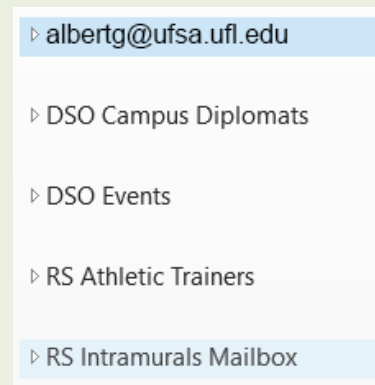 albertg@ufsa.ufl.edu
DSO Campus Diplomats
DSO Events
RS Athletic Trainers
RS Intramurals Mailbox